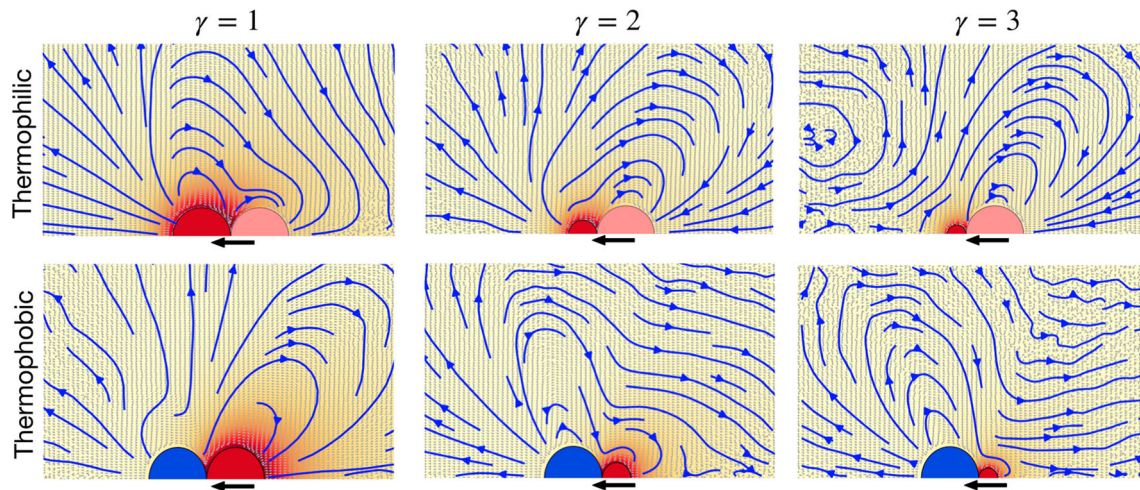 γ = 1
γ = 2
γ = 3
Thermophilic
Thermophobic